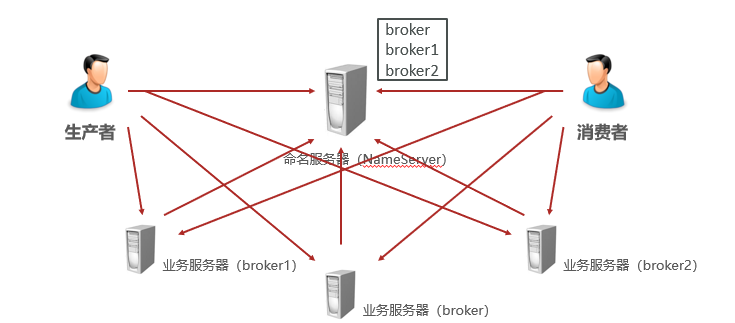 broker
broker1
broker2
生产者
消费者
命名服务器（NameServer）
业务服务器（broker1）
业务服务器（broker2）
业务服务器（broker）